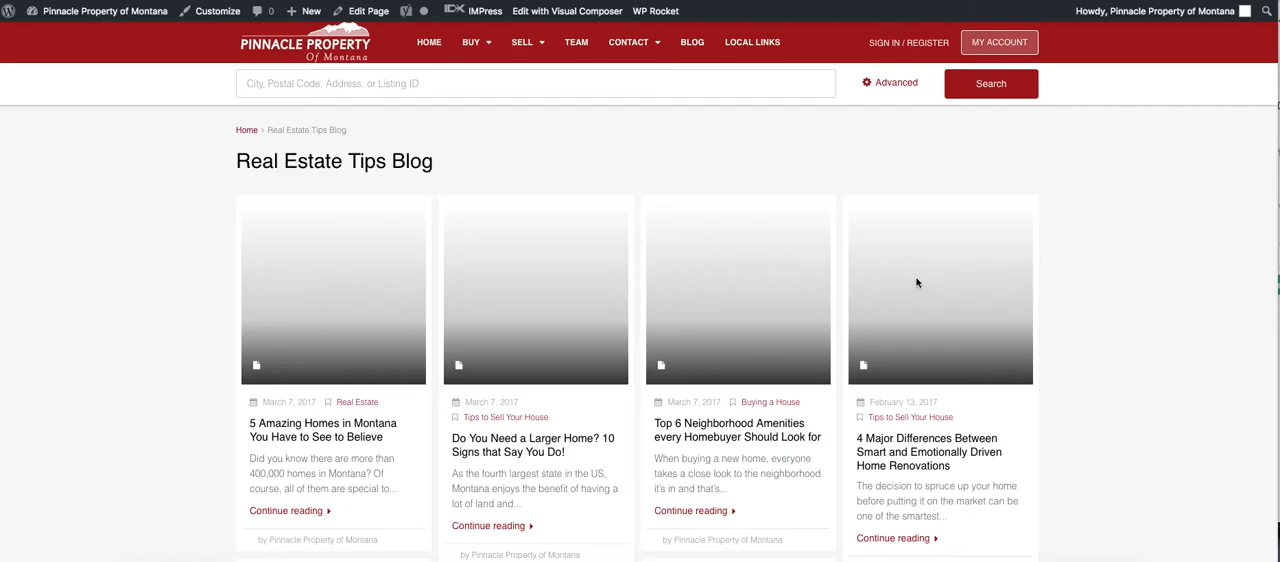 Pinnacle Property of Montana Customize 0 New Edit Page IMPress Edit with Visual Composer WP Rocket Howdy, Pinnacle Property of Montana
PINNACLE PROPERTY
Of Montana
HOME BUY SELL TEAM CONTACT BLOG LOCAL LINKS SIGN IN / REGISTER MY ACCOUNT
City, Postal Code, Address, or Listing ID Advanced Search
Home › Real Estate Tips Blog
Real Estate Tips Blog
March 7, 2017 Real Estate
5 Amazing Homes in Montana
You Have to See to Believe
Did you know there are more than
400,000 homes in Montana? Of
course, all of them are special to...
Continue reading
by Pinnacle Property of Montana
March 7, 2017
Tips to Sell Your House
Do You Need a Larger Home? 10
Signs that Say You Do!
As the fourth largest state in the US,
Montana enjoys the benefit of having a
lot of land and...
Continue reading
by Pinnacle Property of Montana
March 7, 2017 Buying a House
Top 6 Neighborhood Amenities
every Homebuyer Should Look for
When buying a new home, everyone
takes a close look to the neighborhood
it's in and that's...
Continue reading
by Pinnacle Property of Montana
February 13, 2017
Tips to Sell Your House
4 Major Differences Between
Smart and Emotionally Driven
Home Renovations
The decision to spruce up your home
before putting it on the market can be
one of the smartest...
Continue reading